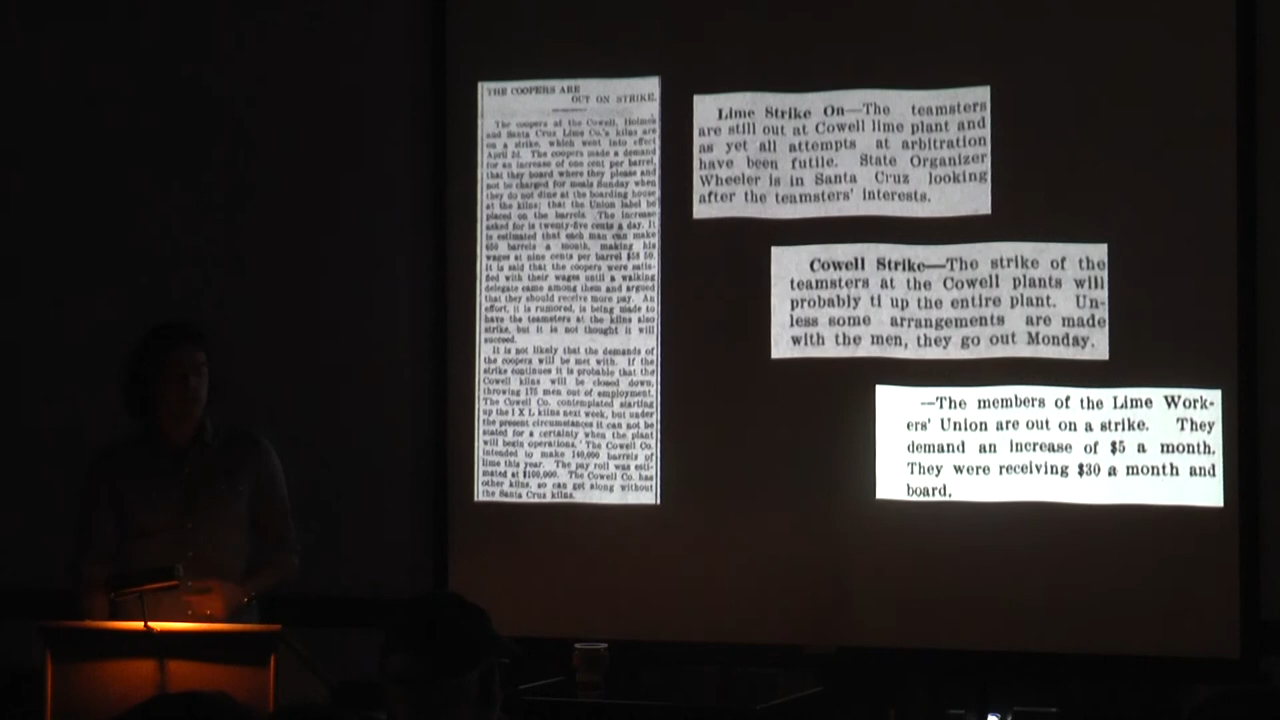 THE COOPERS ARE
OUT ON STRIKE.
The coopers at the Cowell, Holmes
and Santa Cruz Lime Co.'s kilns are
on a strike, which went into effect
April 2d. The coopers made a demand
for an increase of one cent per barrel,
that they board where they please and
not be charged for meals Sunday when
they do not dine at the boarding house
at the kilns; that the Union label be
placed on the barrels. The increase
asked for is twenty-five cents a day. It
is estimated that each man can make
650 barrels a month, making his
wages at nine cents per barrel $58 50.
It is said that the coopers were satis-
fied with their wages until a walking
delegate came among them and argued
that they should receive more pay. An
effort, it is rumored, is being made to
have the teamsters at the kilns also
strike, but it is not thought it will
succeed.
It is not likely that the demands of
the coopers will be met with. If the
strike continues it is probable that the
Cowell kilns will be closed down,
throwing 175 men out of employment.
The Cowell Co. contemplated starting
up the I X L kilns next week, but under
the present circumstances it can not be
stated for a certainty when the plant
will begin operations. The Cowell Co.
intended to make 140,000 barrels of
lime this year. The pay roll was esti-
mated at $100,000. The Cowell Co. has
other kilns, so can get along without
the Santa Cruz kilns.
Lime Strike On—The teamsters
are still out at Cowell lime plant and
as yet all attempts at arbitration
have been futile. State Organizer
Wheeler is in Santa Cruz looking
after the teamsters' interests.
Cowell Strike—The strike of the
teamsters at the Cowell plants will
probably ti up the entire plant. Un-
less some arrangements are made
with the men, they go out Monday.
—The members of the Lime Work-
ers' Union are out on a strike. They
demand an increase of $5 a month.
They were receiving $30 a month and
board.